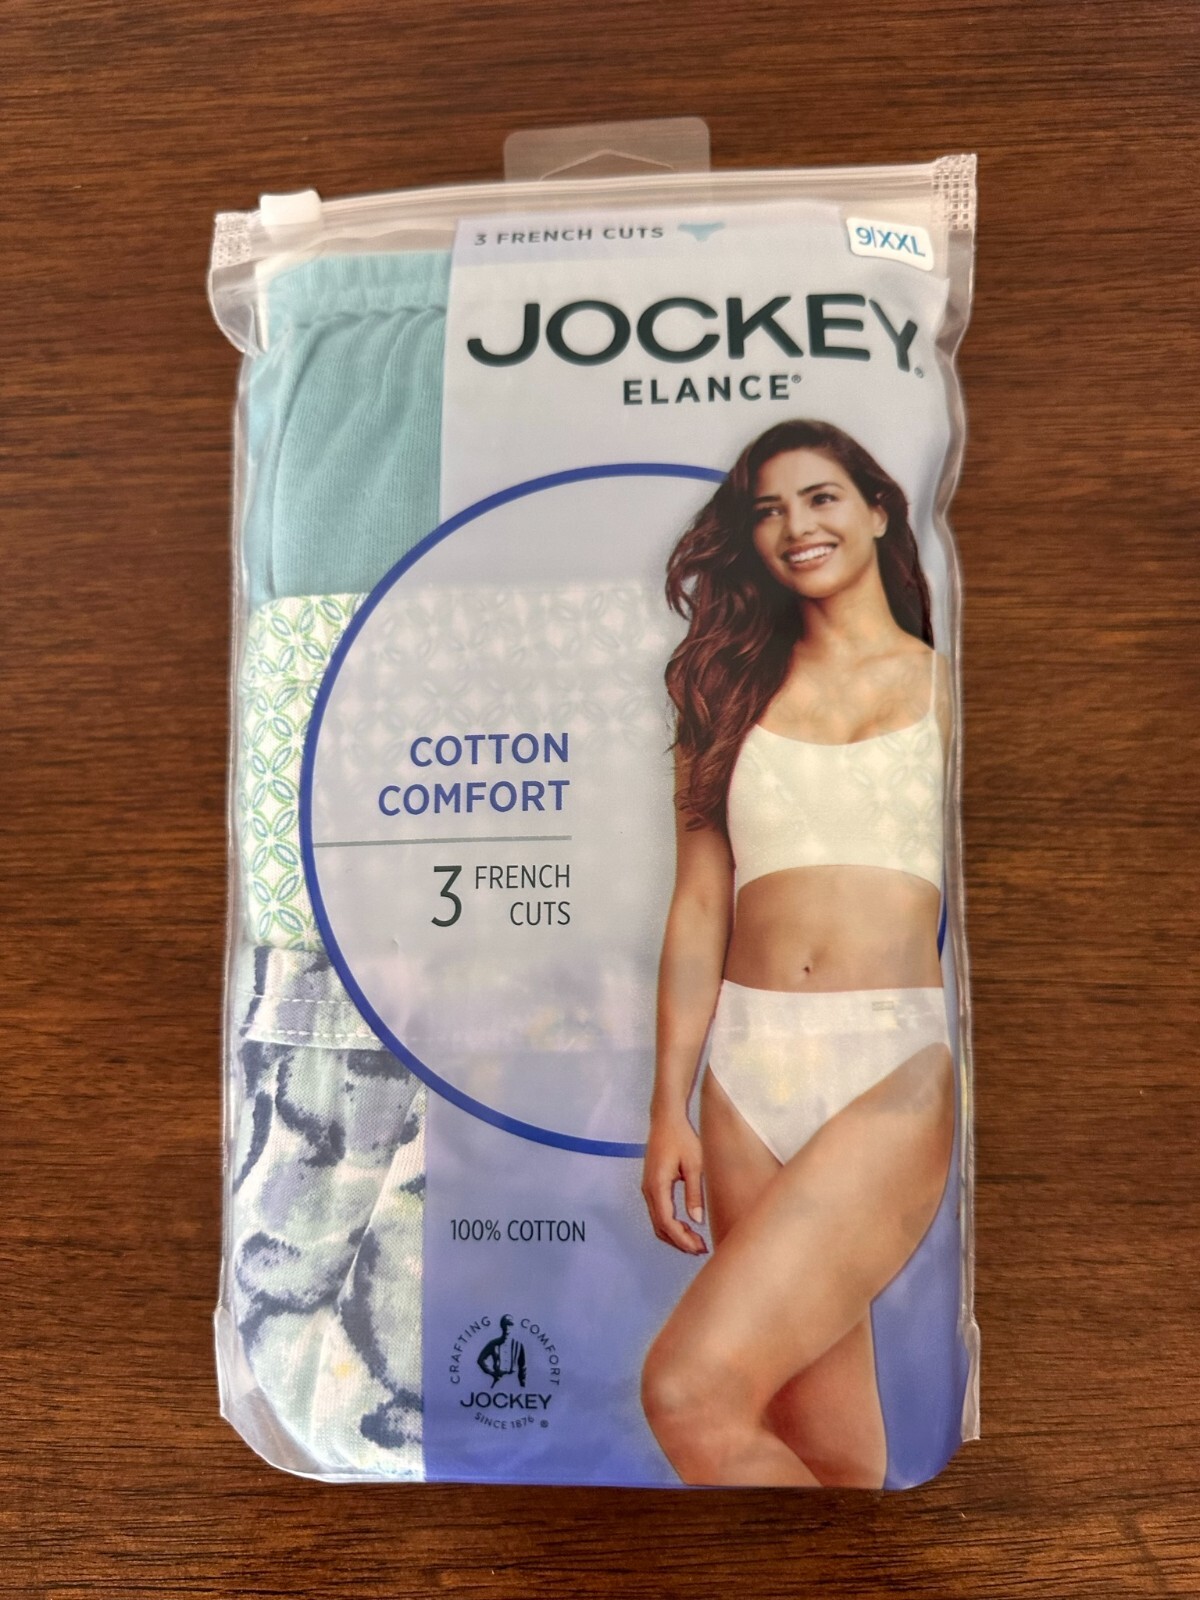 3 FRENCH CUTS
9|XXL
JOCKEY®
ELANCE®
COTTON
COMFORT
3 FRENCH
CUTS
100% COTTON
CRAFTING COMFORT
JOCKEY
SINCE 1876 ®